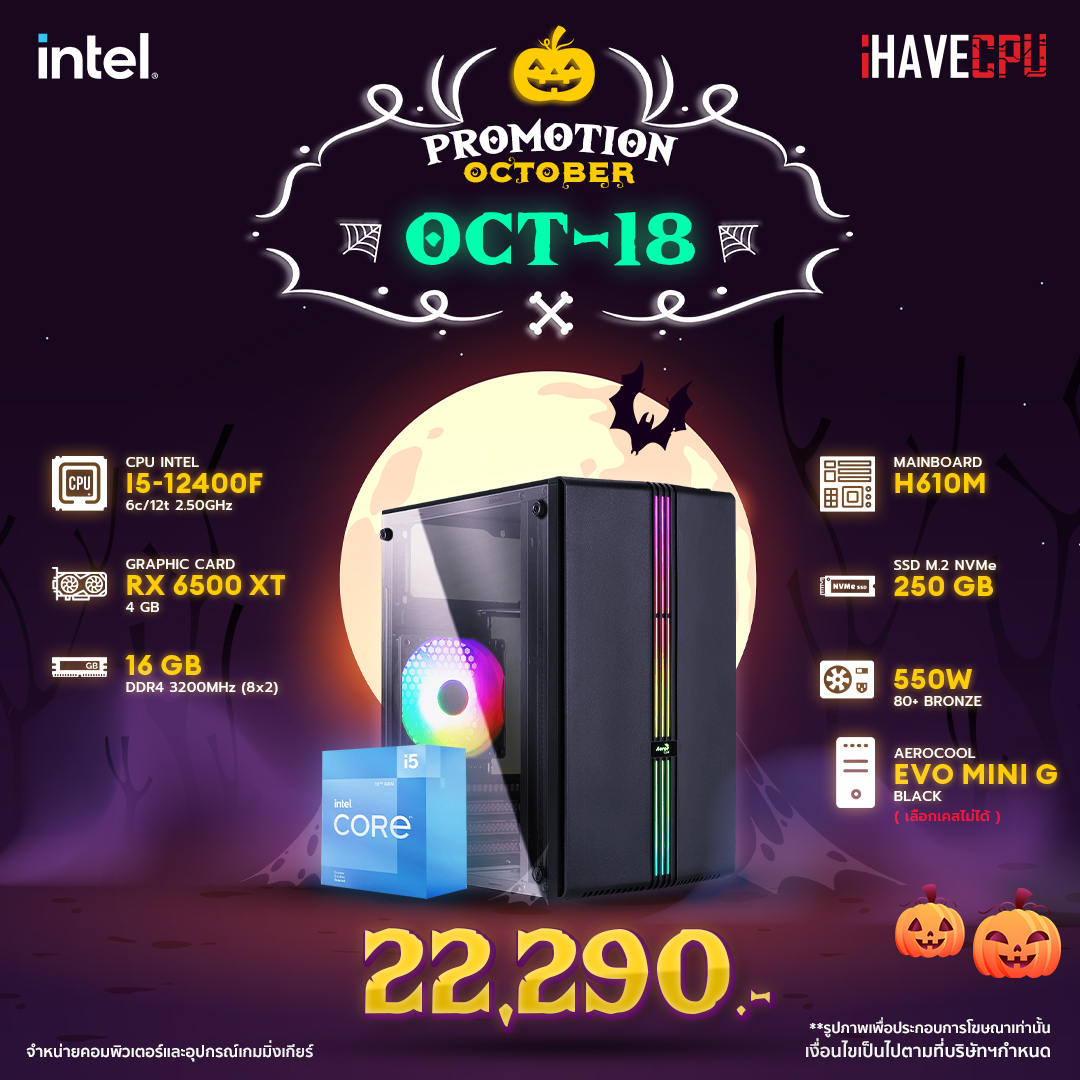 intel.
iHAVECPU
PROMOTION
OCTOBER
OCT-18
CPU INTEL
CPU
I5-12400F
6c/12t 2.50GHz
GRAPHIC CARD
RX 6500 XT
4 GB
GB
16 GB
DDR4 3200MHz (8x2)
MAINBOARD
H610M
SSD M.2 NVMe
NVMe SSD
250 GB
550W
80+ BRONZE
AEROCOOL
EVO MINI G
BLACK
( เลือกเคสไม่ได้ )
i5
intel
CORE
22,290.-
จำหน่ายคอมพิวเตอร์และอุปกรณ์เกมมิ่งเกียร์
**รูปภาพเพื่อประกอบการโฆษณาเท่านั้น
เงื่อนไขเป็นไปตามที่บริษัทฯกำหนด